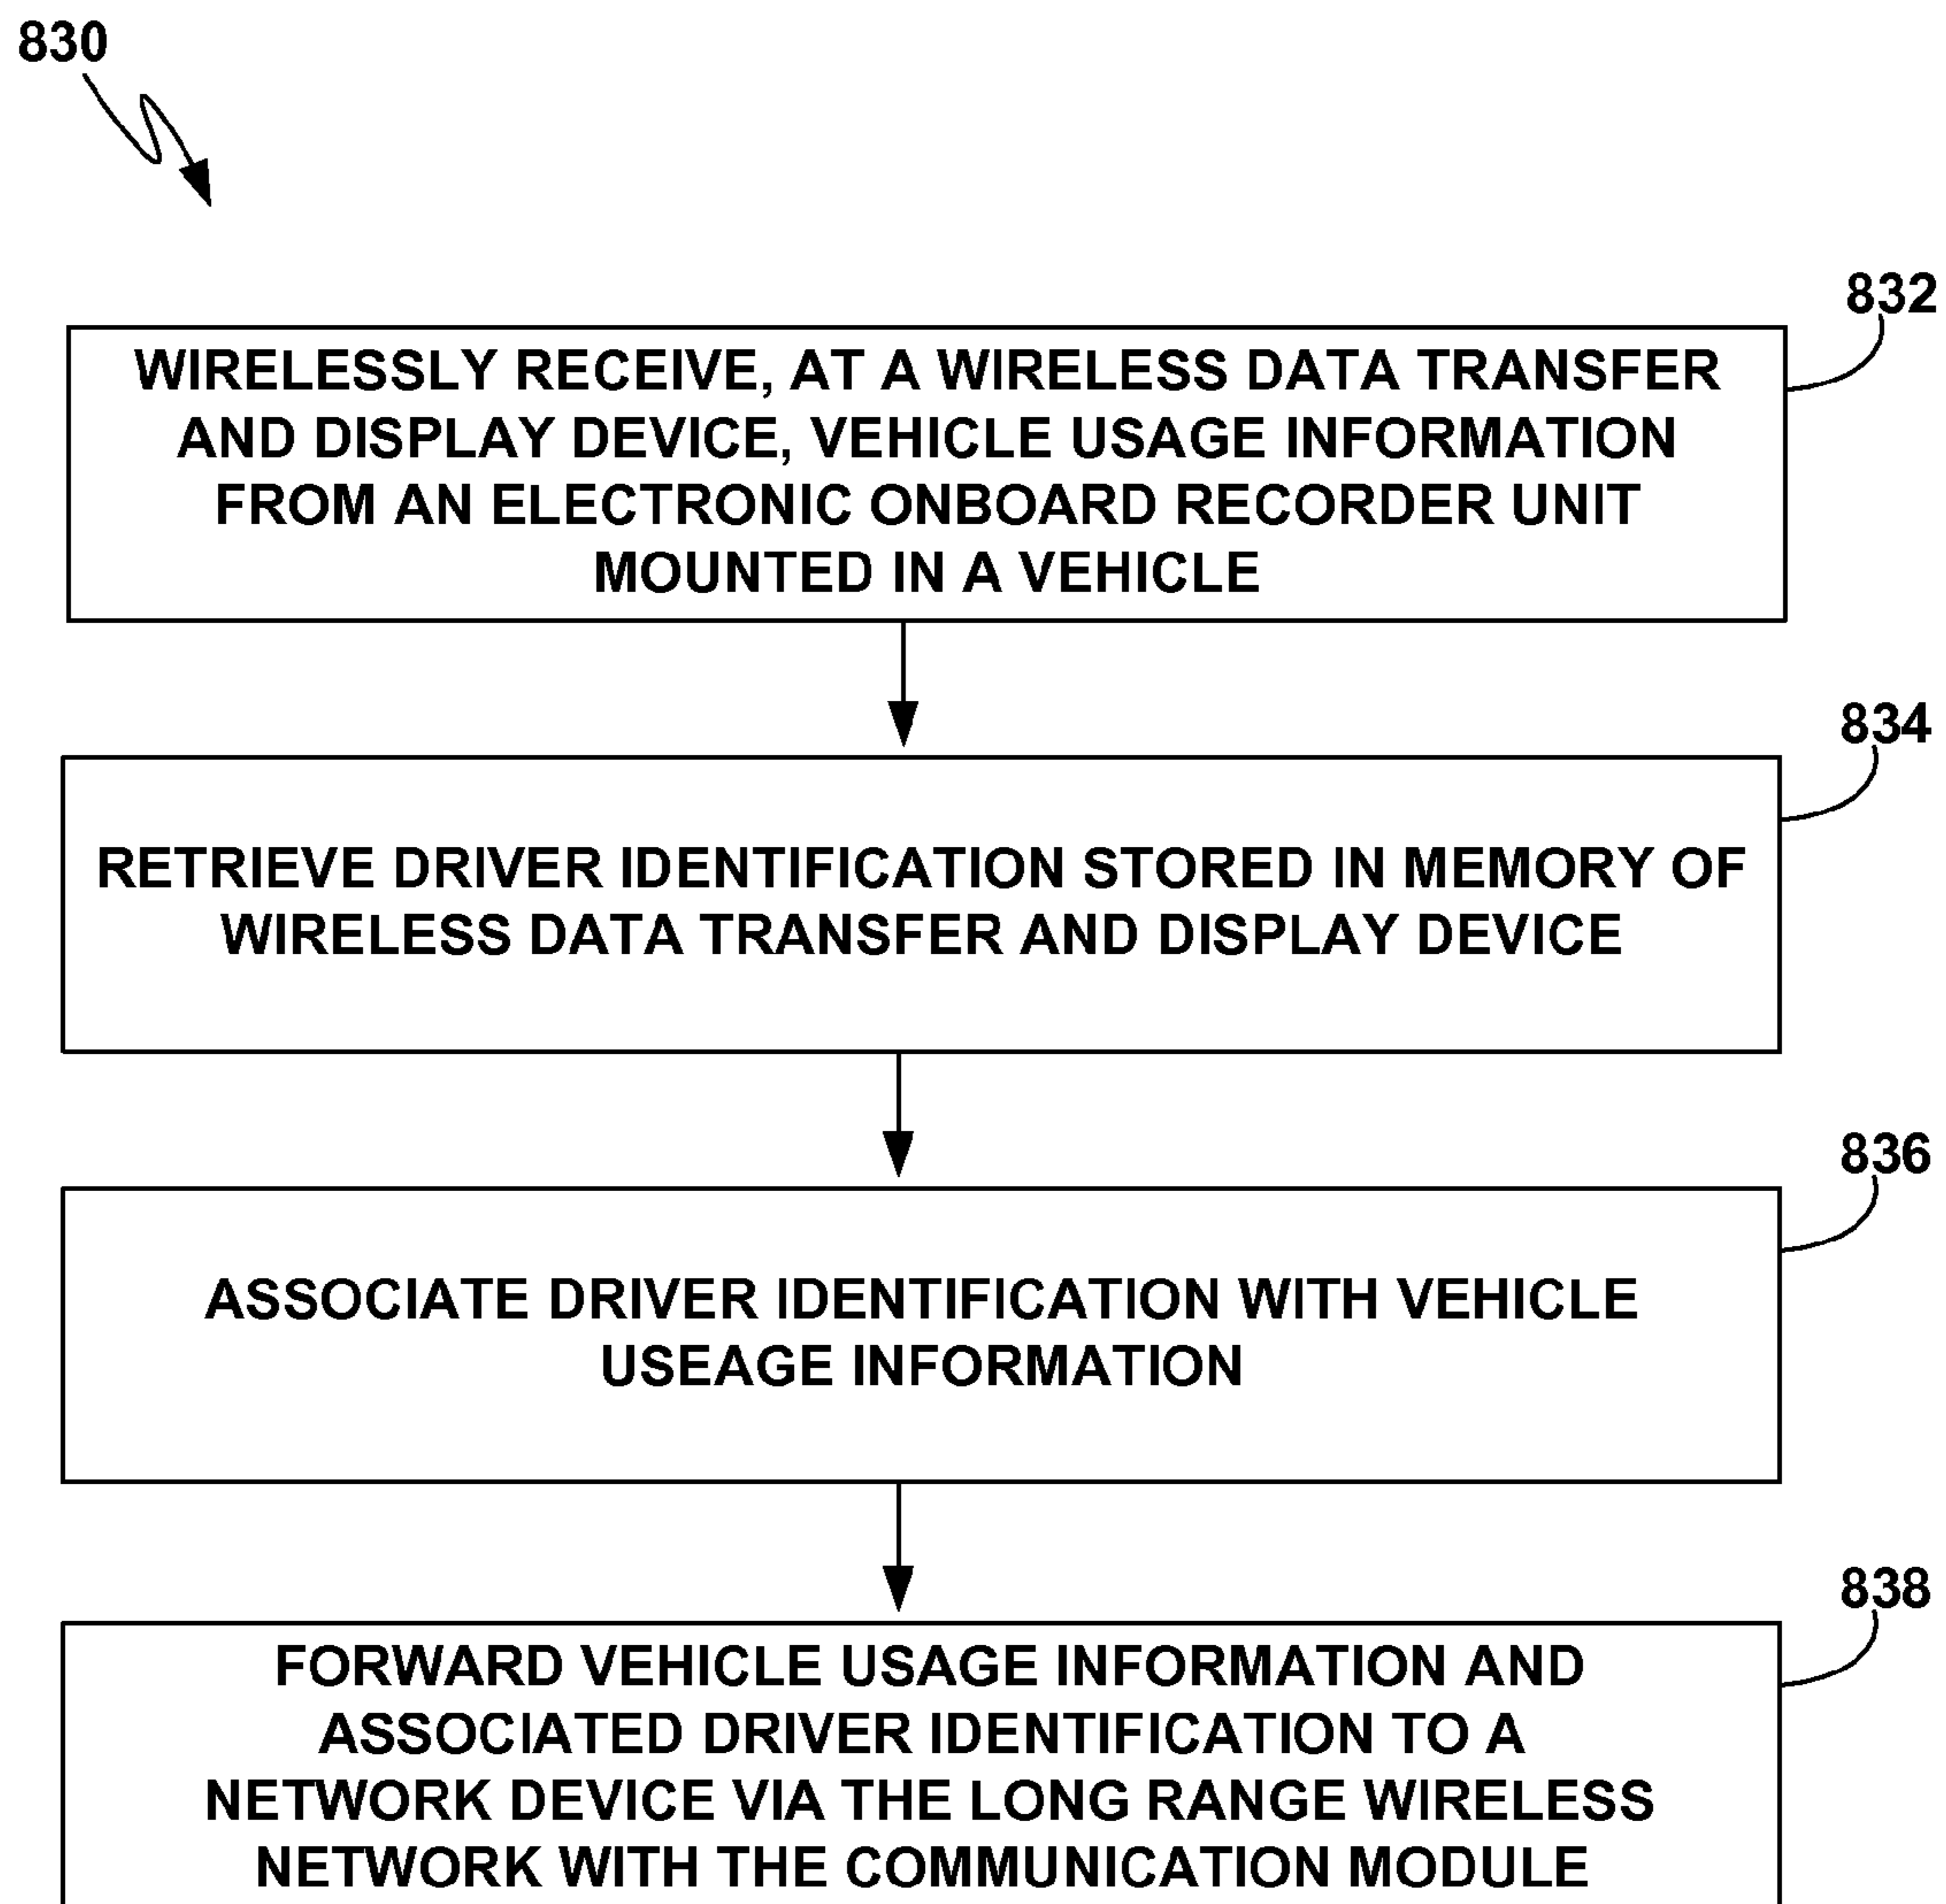 830
832
WIRELESSLY RECEIVE, AT A WIRELESS DATA TRANSFER
AND DISPLAY DEVICE, VEHICLE USAGE INFORMATION
FROM AN ELECTRONIC ONBOARD RECORDER UNIT
MOUNTED IN A VEHICLE
834
RETRIEVE DRIVER IDENTIFICATION STORED IN MEMORY OF
WIRELESS DATA TRANSFER AND DISPLAY DEVICE
836
ASSOCIATE DRIVER IDENTIFICATION WITH VEHICLE
USEAGE INFORMATION
838
FORWARD VEHICLE USAGE INFORMATION AND
ASSOCIATED DRIVER IDENTIFICATION TO A
NETWORK DEVICE VIA THE LONG RANGE WIRELESS
NETWORK WITH THE COMMUNICATION MODULE